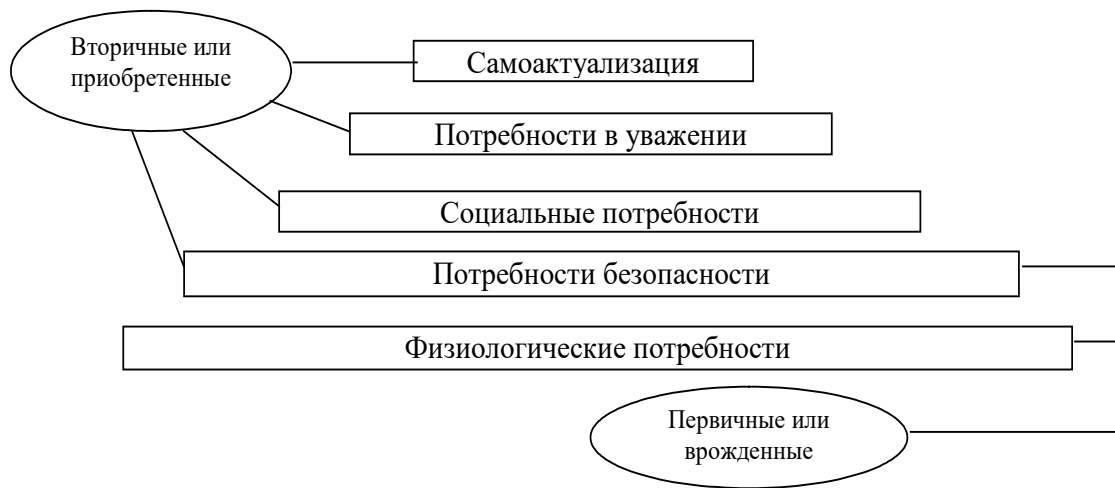 Вторичные или
приобретенные
Самоактуализация
Потребности в уважении
Социальные потребности
Потребности безопасности
Физиологические потребности
Первичные или
врожденные